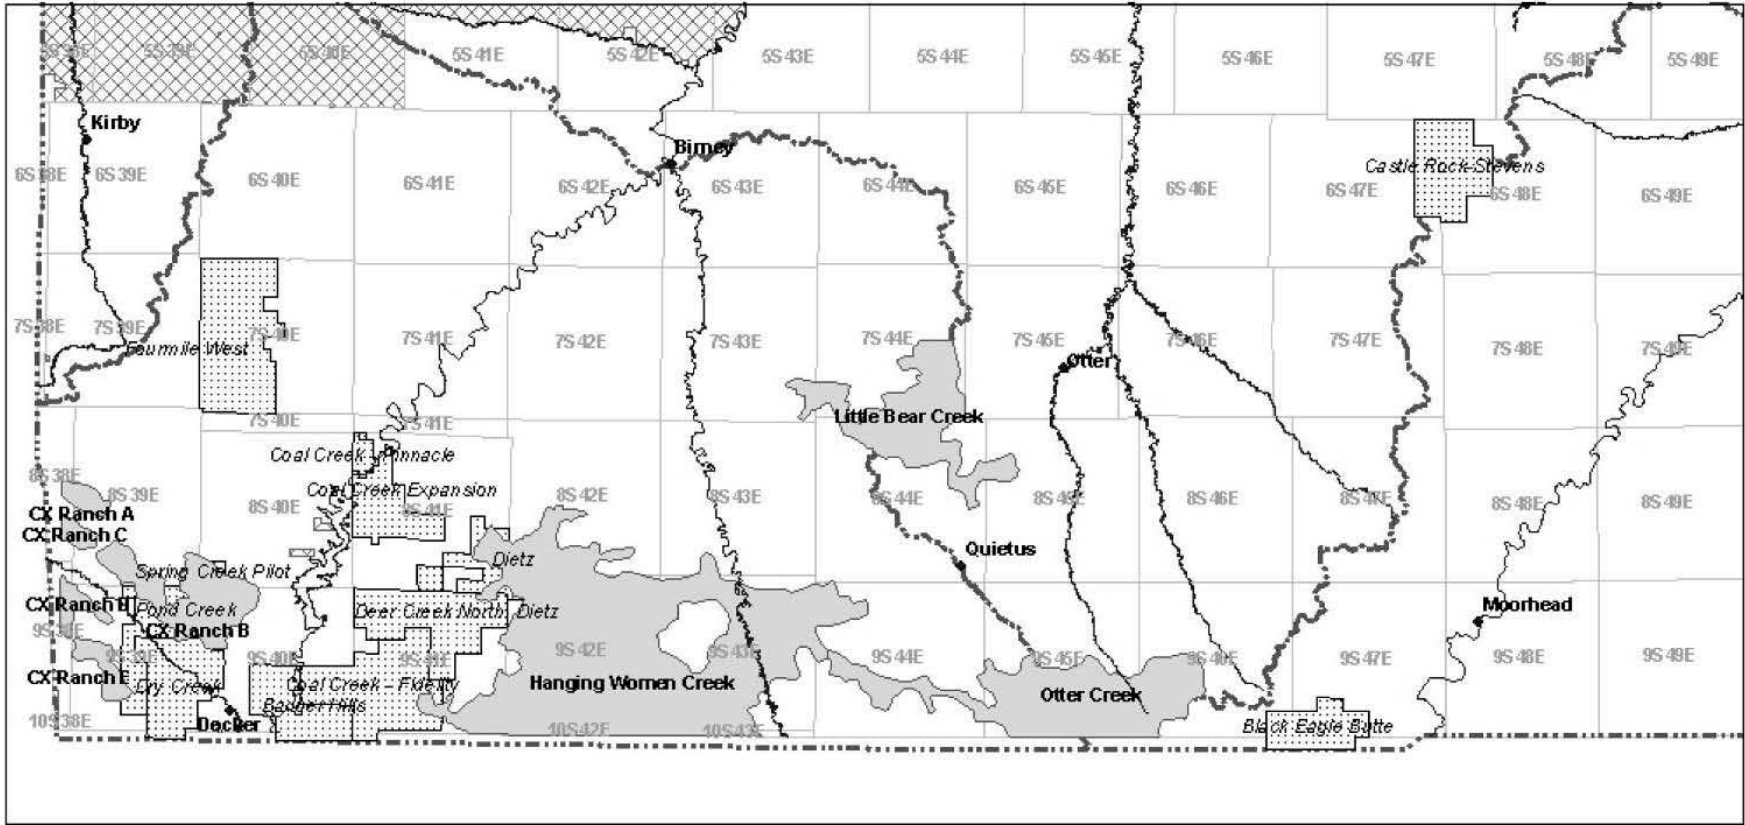 5S 38E
5S 39E
5S 40E
5S 41E
5S 42E
5S 43E
5S 44E
5S 45E
5S 46E
5S 47E
5S 48E
5S 49E
Kirby
Birney
Castle Rock-Stevens
6S 38E
6S 39E
6S 40E
6S 41E
6S 42E
6S 43E
6S 44E
6S 45E
6S 46E
6S 47E
6S 48E
6S 49E
7S 38E
7S 39E
7S 40E
7S 41E
7S 42E
7S 43E
7S 44E
7S 45E
7S 46E
7S 47E
7S 48E
7S 49E
Fourmile West
Otter
7S 40E
7S 41E
Little Bear Creek
Coal Creek - Pinnacle
8S 38E
8S 39E
Coal Creek Expansion
8S 40E
8S 41E
8S 42E
8S 43E
8S 44E
8S 45E
8S 46E
8S 47E
8S 48E
8S 49E
CX Ranch A
CX Ranch C
Quietus
Dietz
Spring Creek Pilot
CX Ranch
Pond Creek
Deer Creek North
Dietz
Moorhead
9S 38E
CX Ranch B
9S 39E
9S 40E
9S 41E
9S 42E
9S 43E
9S 44E
9S 45E
9S 46E
9S 47E
9S 48E
9S 49E
CX Ranch E
Dry Creek
Coal Creek - Fidelity
Hanging Women Creek
Otter Creek
Badger Hills
10S 38E
Decker
10S 42E
10S 43E
Black Eagle Butte